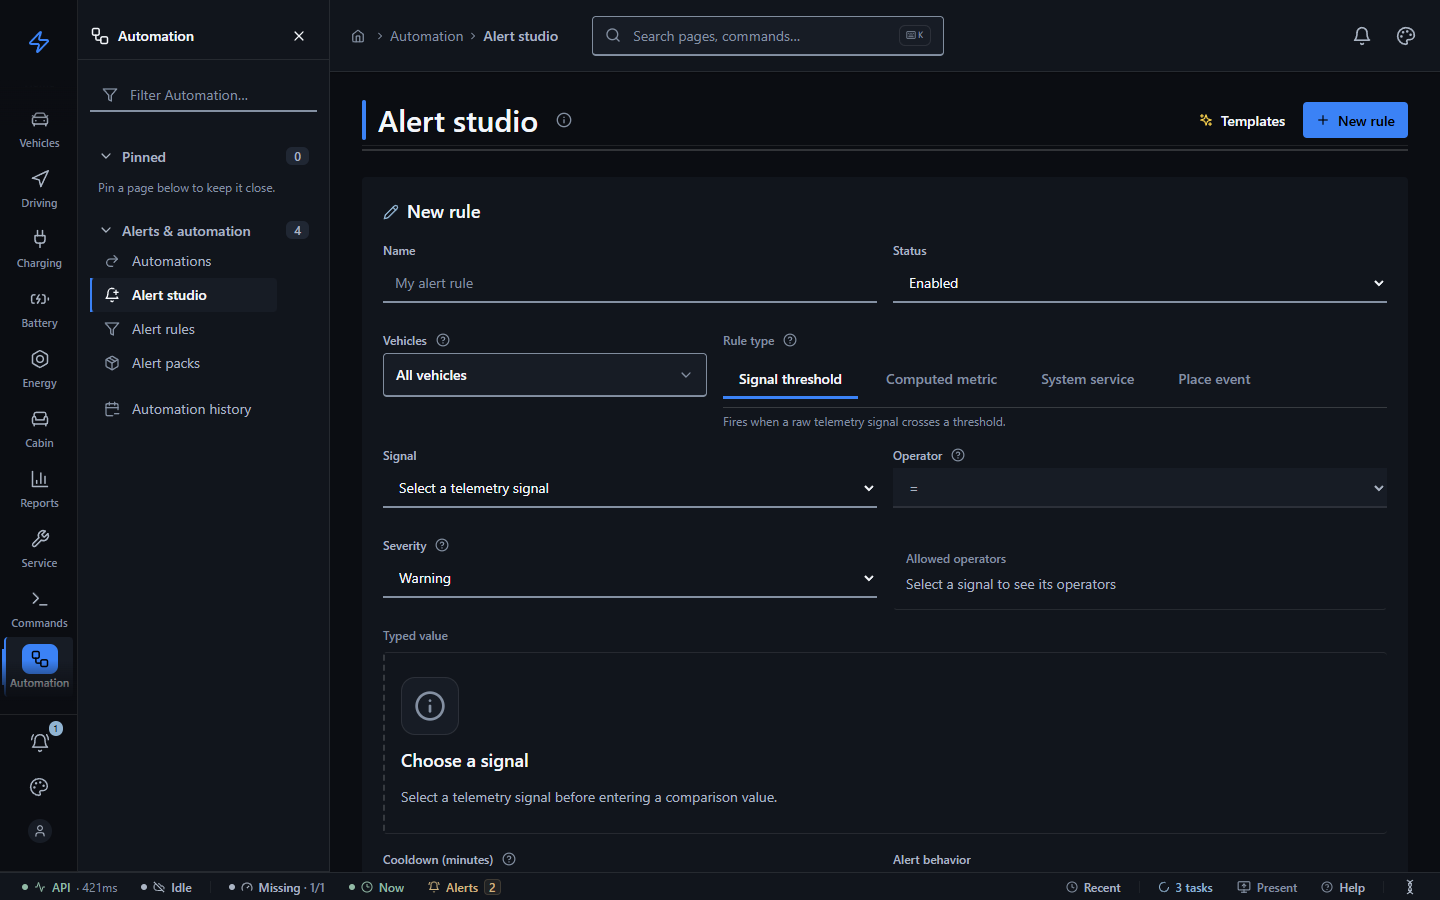 Vehicles
Driving
Charging
Battery
Energy
Cabin
Reports
Service
Commands
Automation
1
Automation
Filter Automation...
Pinned 0
Pin a page below to keep it close.
Alerts & automation 4
Automations
Alert studio
Alert rules
Alert packs
Automation history
Automation > Alert studio
Search pages, commands... K
Alert studio
Templates
+ New rule
New rule
Name
My alert rule
Status
Enabled
Vehicles
All vehicles
Rule type
Signal threshold Computed metric System service Place event
Fires when a raw telemetry signal crosses a threshold.
Signal
Select a telemetry signal
Operator
=
Severity
Warning
Allowed operators
Select a signal to see its operators
Typed value
Choose a signal
Select a telemetry signal before entering a comparison value.
Cooldown (minutes)
Alert behavior
API · 421ms Idle Missing · 1/1 Now Alerts 2 Recent 3 tasks Present Help